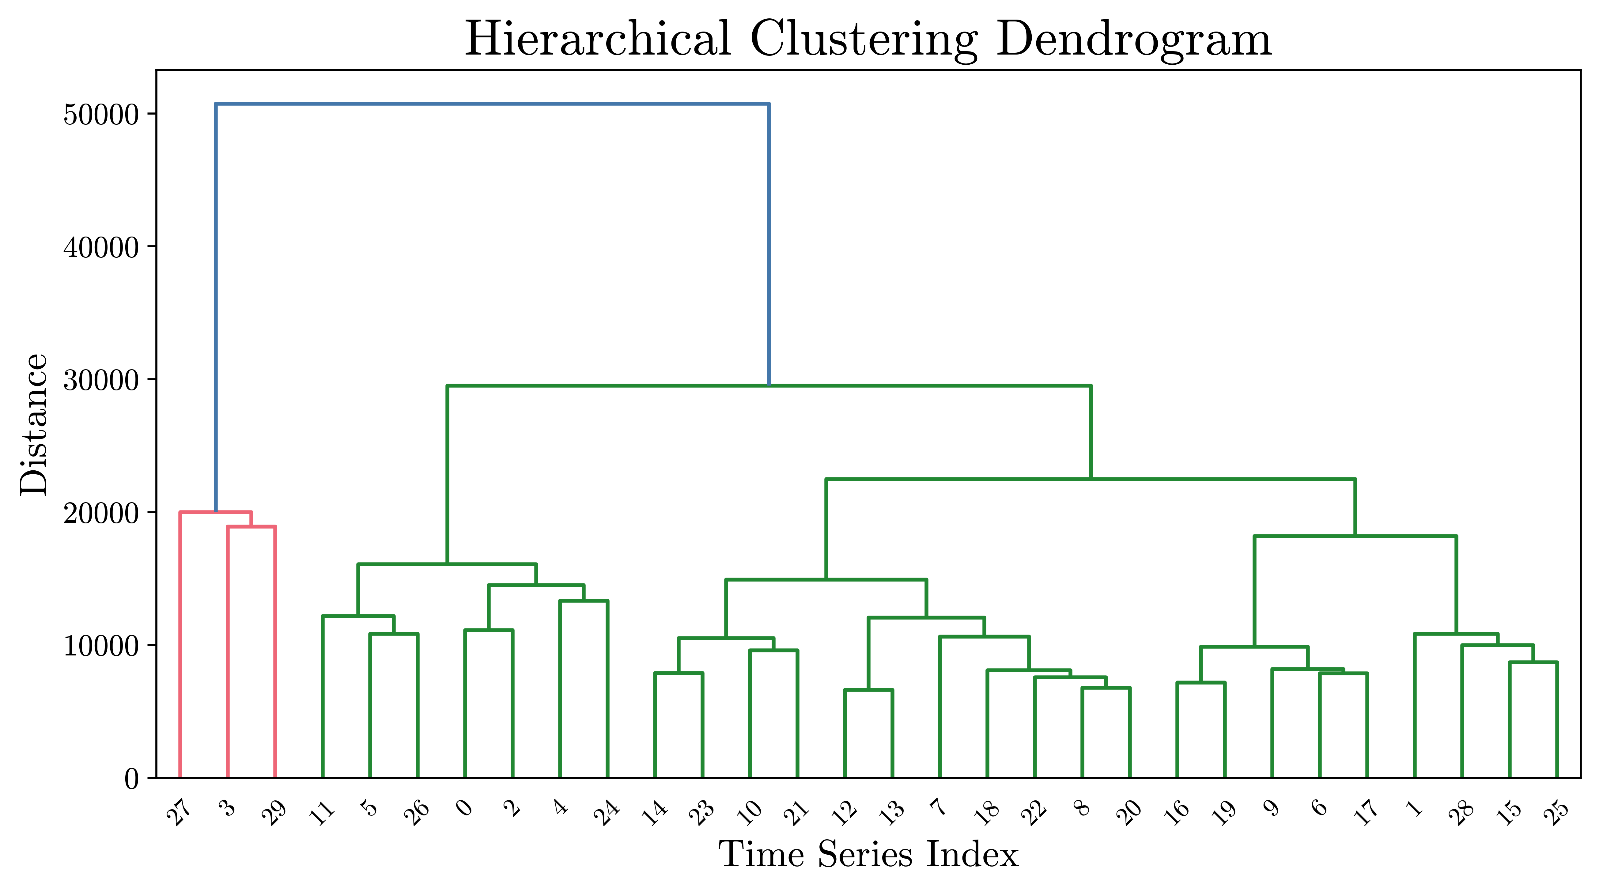 Hierarchical Clustering Dendrogram
50000
40000
30000
20000
10000
0
Distance
27 3 29 11 5 26 0 2 4 24 14 23 10 21 12 13 7 18 22 8 20 16 19 9 6 17 1 28 15 25
Time Series Index